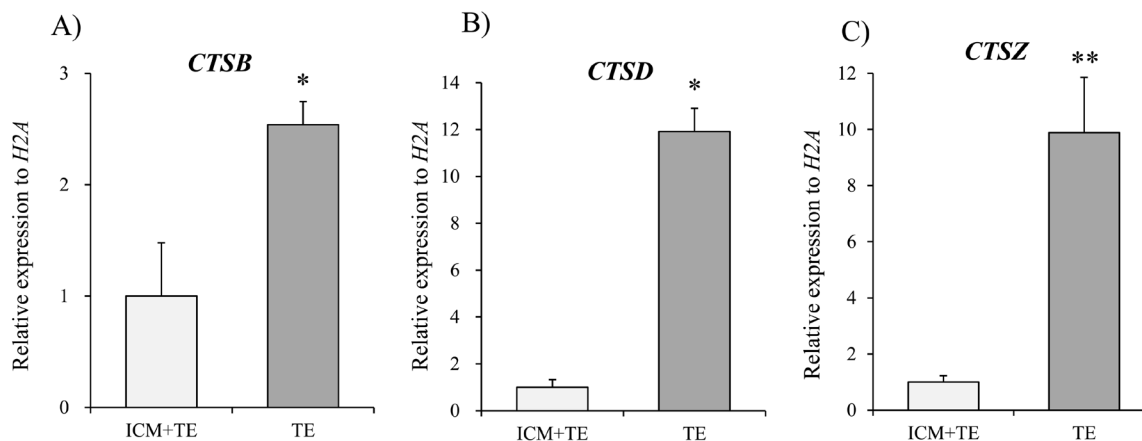 A)
CTSB
*
3
2
1
0
Relative expression to H2A
ICM+TE
TE
B)
CTSD
*
14
12
10
8
6
4
2
0
Relative expression to H2A
ICM+TE
TE
C)
CTSZ
**
12
10
8
6
4
2
0
Relative expression to H2A
ICM+TE
TE